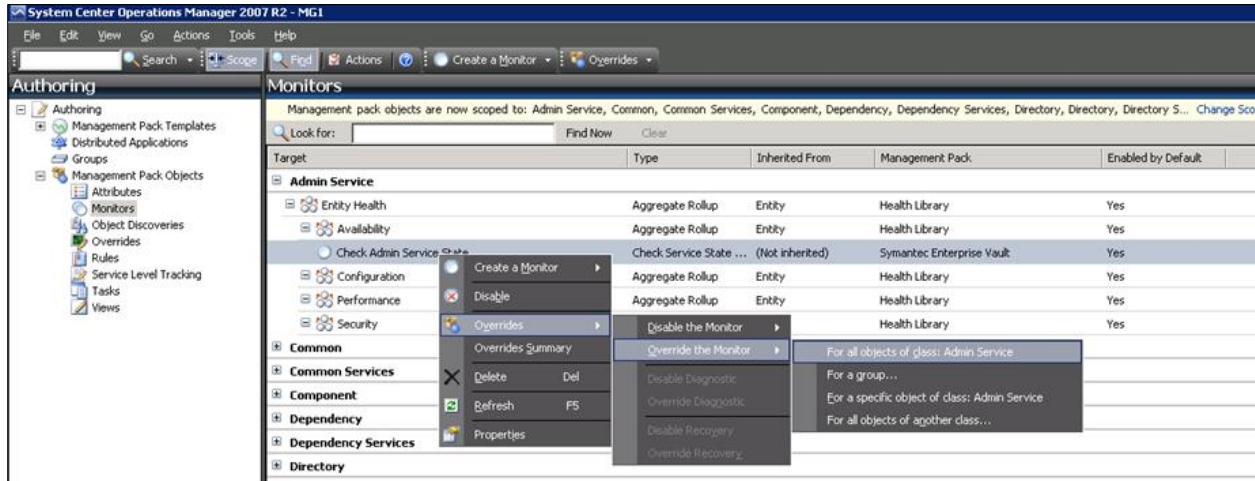 System Center Operations Manager 2007 R2 - MG1
File Edit View Go Actions Tools Help
Search Scope Find Actions Create a Monitor Overrides
Authoring
Authoring
Management Pack Templates
Distributed Applications
Groups
Management Pack Objects
Attributes
Monitors
Object Discoveries
Overrides
Rules
Service Level Tracking
Tasks
Views
Monitors
Management pack objects are now scoped to: Admin Service, Common, Common Services, Component, Dependency, Dependency Services, Directory, Directory, Directory S... Change Sco
Look for: Find Now Clear
Target Type Inherited From Management Pack Enabled by Default
Admin Service
Entity Health Aggregate Rollup Entity Health Library Yes
Availability Aggregate Rollup Entity Health Library Yes
Check Admin Service State Check Service State ... (Not inherited) Symantec Enterprise Vault Yes
Configuration Aggregate Rollup Entity Health Library Yes
Performance Aggregate Rollup Entity Health Library Yes
Security Health Library Yes
Common
Common Services
Component
Dependency
Dependency Services
Directory
Create a Monitor
Disable
Overrides
Overrides Summary
Delete Del
Refresh F5
Properties
Disable the Monitor
Override the Monitor
Disable Diagnostic
Override Diagnostic
Disable Recovery
Override Recovery
For all objects of class: Admin Service
For a group...
For a specific object of class: Admin Service
For all objects of another class...